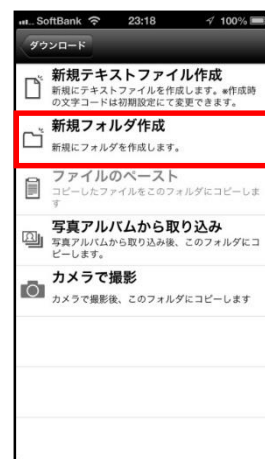 SoftBank 23:18 100%
ダウンロード
新規テキストファイル作成
新規にテキストファイルを作成します。※作成時
の文字コードは初期設定にて変更できます。
新規フォルダ作成
新規にフォルダを作成します。
ファイルのペースト
コピーしたファイルをこのフォルダにコピーしま
す
写真アルバムから取り込み
写真アルバムから取り込み後、このフォルダにコ
ピーします。
カメラで撮影
カメラで撮影後、このフォルダにコピーします